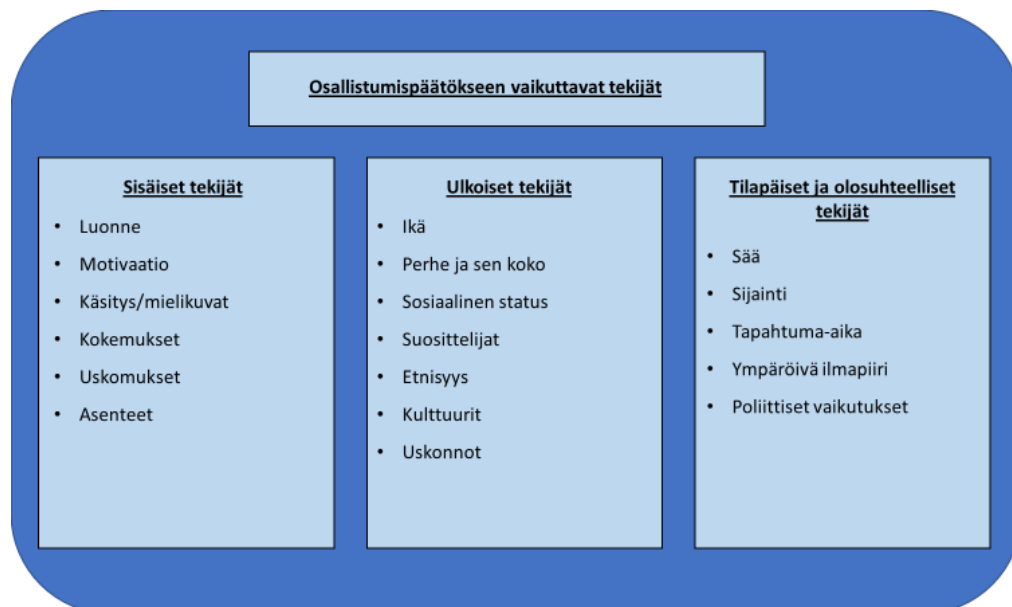 Osallistumispäätökseen vaikuttavat tekijät
Sisäiset tekijät
• Luonne
• Motivaatio
• Käsitys/mielikuvat
• Kokemukset
• Uskomukset
• Asenteet
Ulkoiset tekijät
• Ikä
• Perhe ja sen koko
• Sosiaalinen status
• Suosittelijat
• Etnisyys
• Kulttuurit
• Uskonnot
Tilapäiset ja olosuhteelliset
tekijät
• Sää
• Sijainti
• Tapahtuma-aika
• Ympäröivä ilmapiiri
• Poliittiset vaikutukset